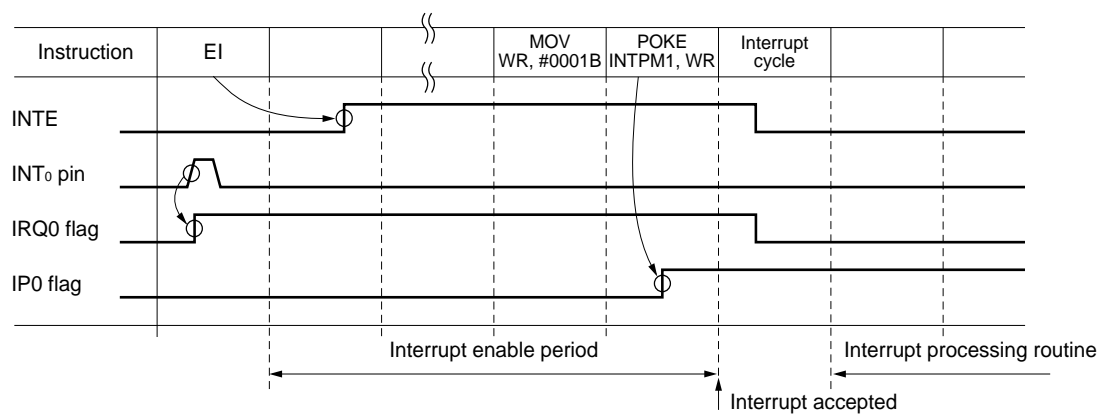 Instruction
EI
MOV
WR, #0001B
POKE
INTPM1, WR
Interrupt
cycle
INTE
INT₀ pin
IRQ0 flag
IP0 flag
Interrupt enable period
Interrupt processing routine
Interrupt accepted